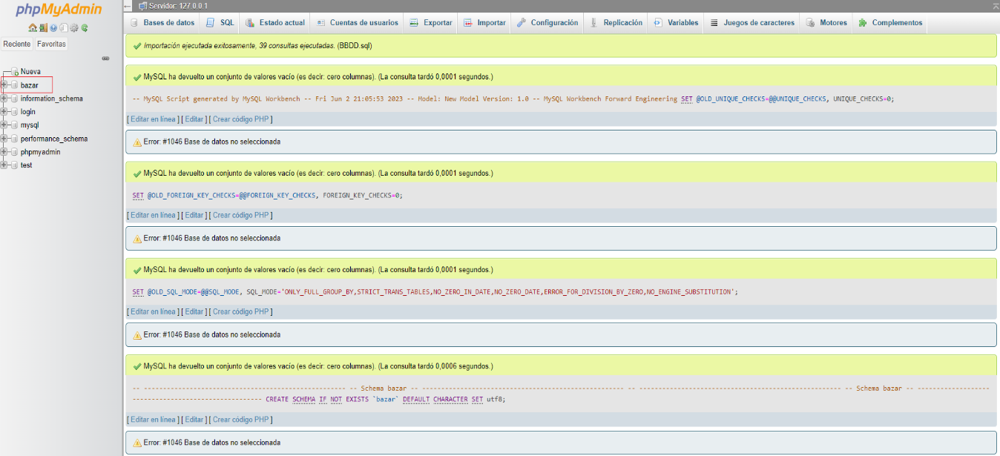 phpMyAdmin
Reciente Favoritas
Nueva
bazar
information_schema
login
mysql
performance_schema
phpmyadmin
test
Servidor: 127.0.0.1
Bases de datos SQL Estado actual Cuentas de usuarios Exportar Importar Configuración Replicación Variables Juegos de caracteres Motores Complementos
Importación ejecutada exitosamente, 39 consultas ejecutadas. (BBDD.sql)
MySQL ha devuelto un conjunto de valores vacío (es decir: cero columnas). (La consulta tardó 0,0001 segundos.)
-- MySQL Script generated by MySQL Workbench -- Fri Jun 2 21:05:53 2023 -- Model: New Model Version: 1.0 -- MySQL Workbench Forward Engineering SET @OLD_UNIQUE_CHECKS=@@UNIQUE_CHECKS, UNIQUE_CHECKS=0;
[ Editar en línea ] [ Editar ] [ Crear código PHP ]
Error: #1046 Base de datos no seleccionada
MySQL ha devuelto un conjunto de valores vacío (es decir: cero columnas). (La consulta tardó 0,0001 segundos.)
SET @OLD_FOREIGN_KEY_CHECKS=@@FOREIGN_KEY_CHECKS, FOREIGN_KEY_CHECKS=0;
[ Editar en línea ] [ Editar ] [ Crear código PHP ]
Error: #1046 Base de datos no seleccionada
MySQL ha devuelto un conjunto de valores vacío (es decir: cero columnas). (La consulta tardó 0,0001 segundos.)
SET @OLD_SQL_MODE=@@SQL_MODE, SQL_MODE='ONLY_FULL_GROUP_BY,STRICT_TRANS_TABLES,NO_ZERO_IN_DATE,NO_ZERO_DATE,ERROR_FOR_DIVISION_BY_ZERO,NO_ENGINE_SUBSTITUTION';
[ Editar en línea ] [ Editar ] [ Crear código PHP ]
Error: #1046 Base de datos no seleccionada
MySQL ha devuelto un conjunto de valores vacío (es decir: cero columnas). (La consulta tardó 0,0006 segundos.)
-- ----------------------------------------------------- -- Schema bazar -- ----------------------------------------------------- -- ----------------------------------------------------- -- Schema bazar -- -------------------
---------------------------------- CREATE SCHEMA IF NOT EXISTS `bazar` DEFAULT CHARACTER SET utf8;
[ Editar en línea ] [ Editar ] [ Crear código PHP ]
Error: #1046 Base de datos no seleccionada